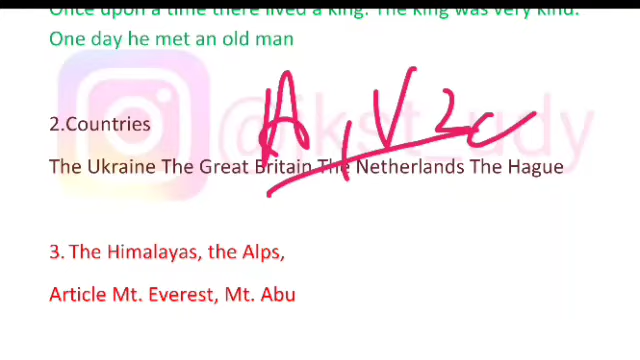 Once upon a time there lived a king. The king was very kind.
One day he met an old man
2.Countries
The Ukraine The Great Britain The Netherlands The Hague
3. The Himalayas, the Alps,
Article Mt. Everest, Mt. Abu